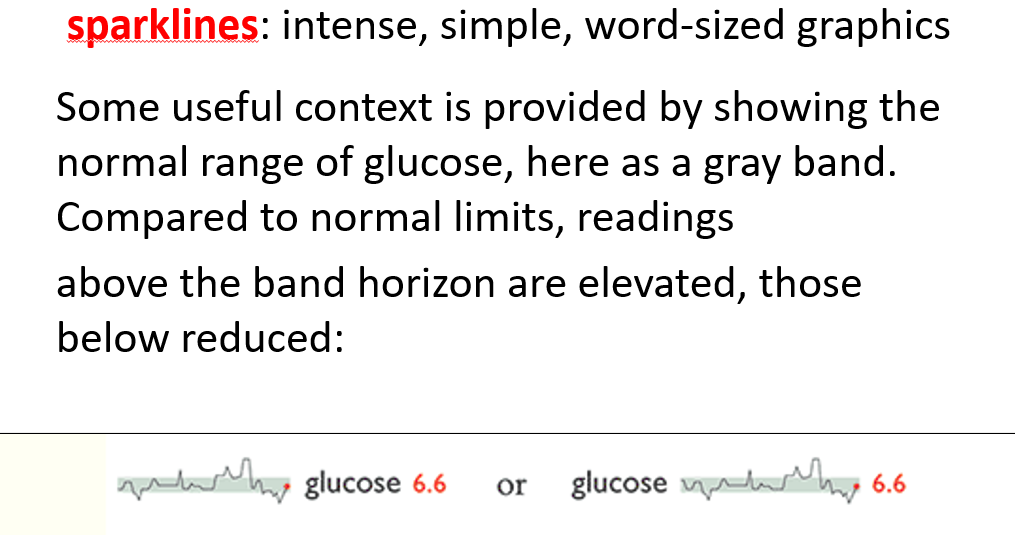 sparklines: intense, simple, word-sized graphics
Some useful context is provided by showing the
normal range of glucose, here as a gray band.
Compared to normal limits, readings
above the band horizon are elevated, those
below reduced:
glucose 6.6 or glucose 6.6